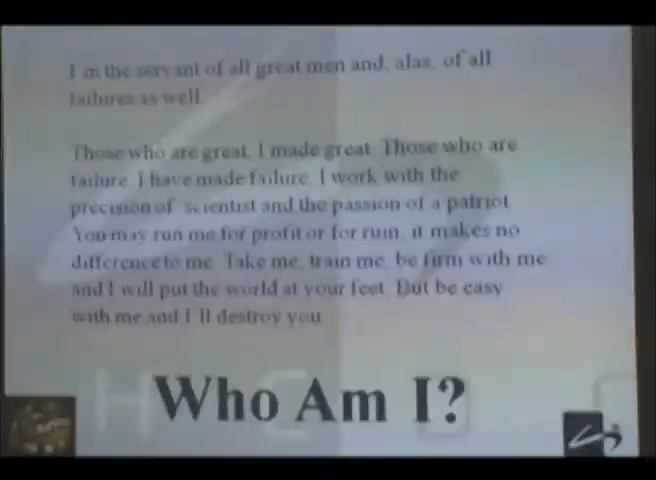 I m the servant of all great men and, alas, of all
failures as well
Those who are great, I made great. Those who are
failure, I have made failure. I work with the
precision of scientist and the passion of a patriot.
You may run me for profit or for ruin, it makes no
difference to me. Take me, train me, be firm with me
and I will put the world at your feet. But be easy
with me and I ll destroy you
Who Am I?